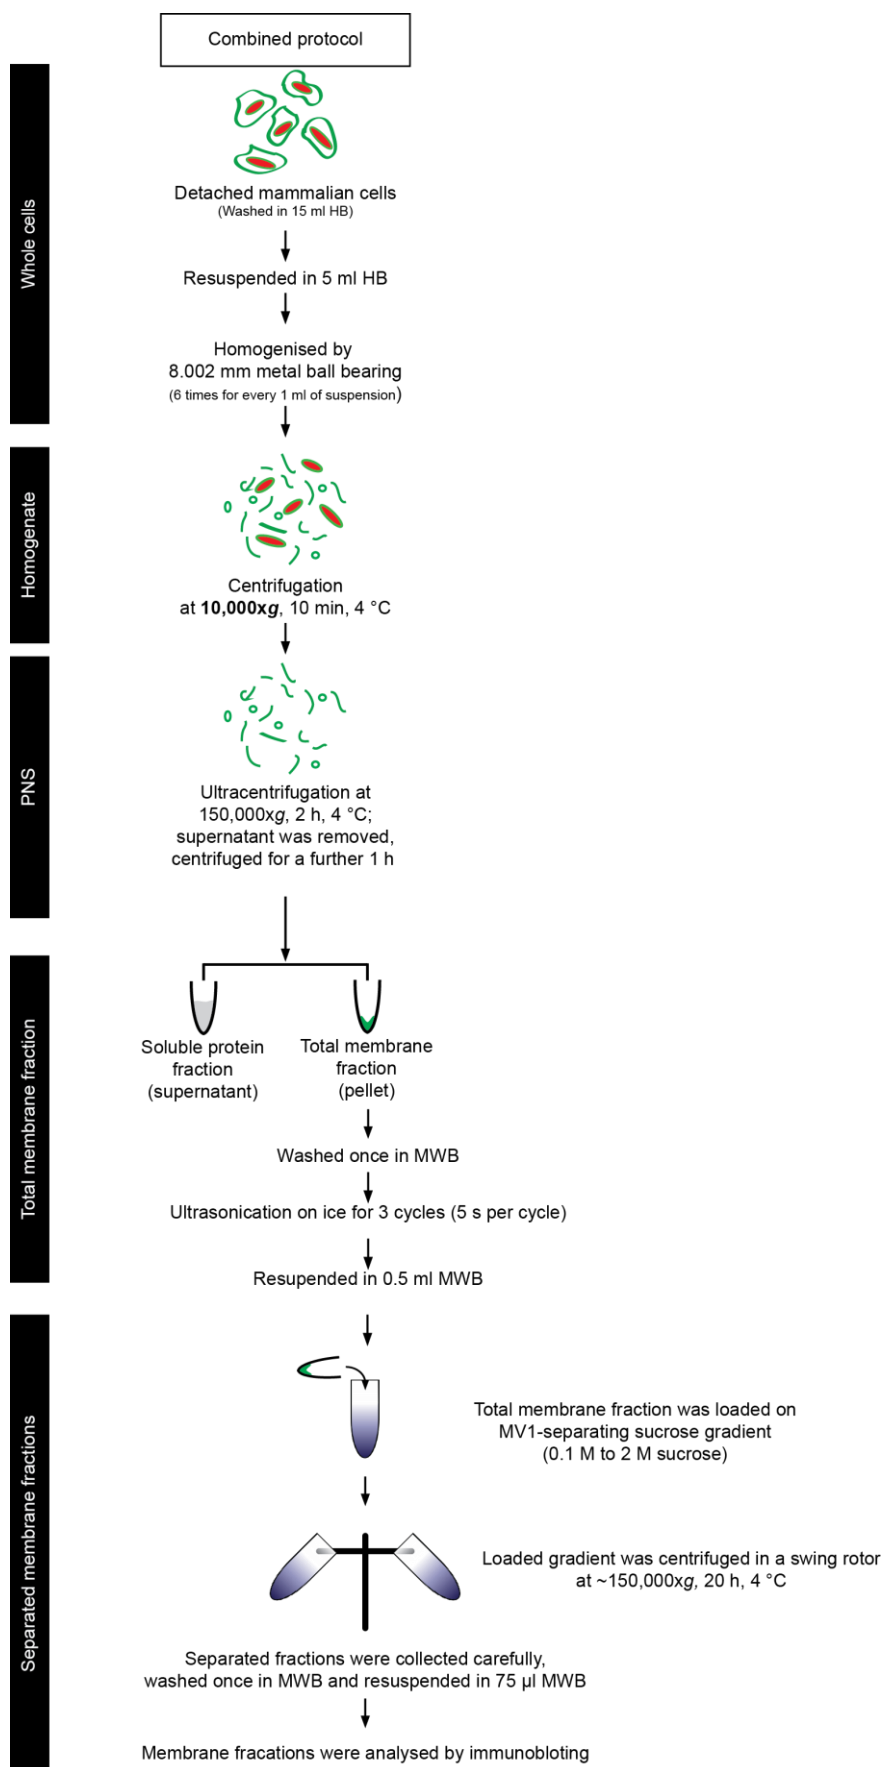 Combined protocol
Whole cells
Detached mammalian cells
(Washed in 15 ml HB)
Resuspended in 5 ml HB
Homogenised by
8.002 mm metal ball bearing
(6 times for every 1 ml of suspension)
Homogenate
Centrifugation
at 10,000xg, 10 min, 4 °C
PNS
Ultracentrifugation at
150,000xg, 2 h, 4 °C;
supernatant was removed,
centrifuged for a further 1 h
Total membrane fraction
Soluble protein
fraction
(supernatant)
Total membrane
fraction
(pellet)
Washed once in MWB
Ultrasonication on ice for 3 cycles (5 s per cycle)
Resupended in 0.5 ml MWB
Separated membrane fractions
Total membrane fraction was loaded on
MV1-separating sucrose gradient
(0.1 M to 2 M sucrose)
Loaded gradient was centrifuged in a swing rotor
at ~150,000xg, 20 h, 4 °C
Separated fractions were collected carefully,
washed once in MWB and resuspended in 75 µl MWB
Membrane fracations were analysed by immunobloting